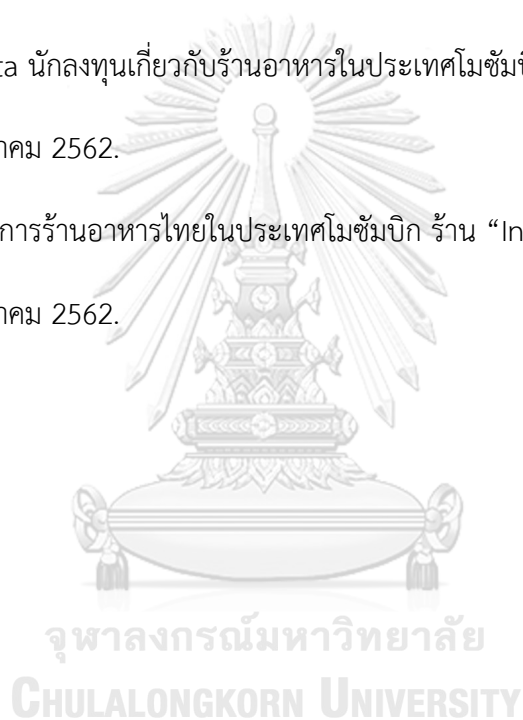 ta นักลงทุนเกี่ยวกับร้านอาหารในประเทศโมซัมบิ
าคม 2562.
การร้านอาหารไทยในประเทศโมซัมบิก ร้าน “In
าคม 2562.
จุฬาลงกรณ์มหาวิทยาลัย
CHULALONGKORN UNIVERSITY